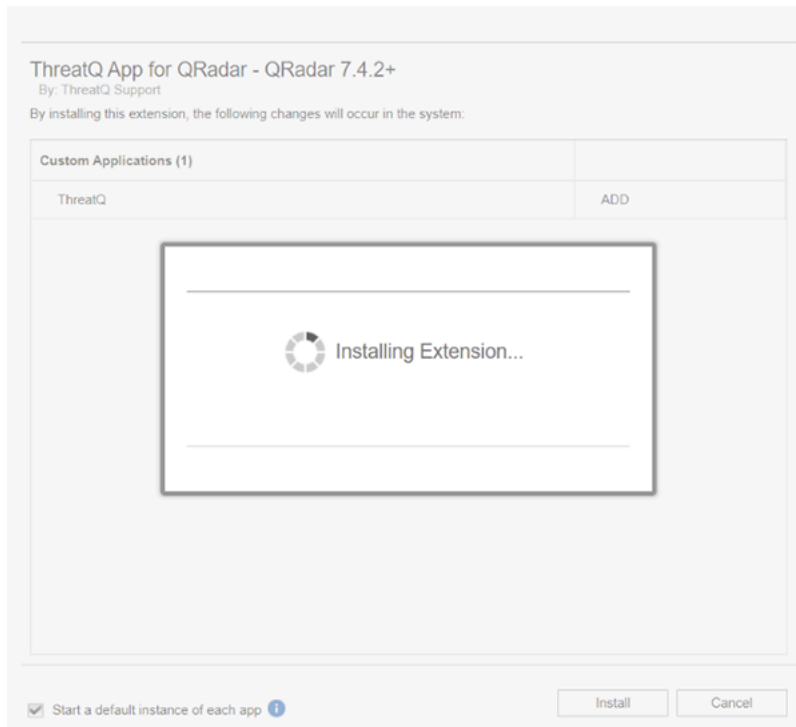 ThreatQ App for QRadar - QRadar 7.4.2+
By: ThreatQ Support
By installing this extension, the following changes will occur in the system:
Custom Applications (1)
ThreatQ ADD
Installing Extension...
Start a default instance of each app
Install Cancel